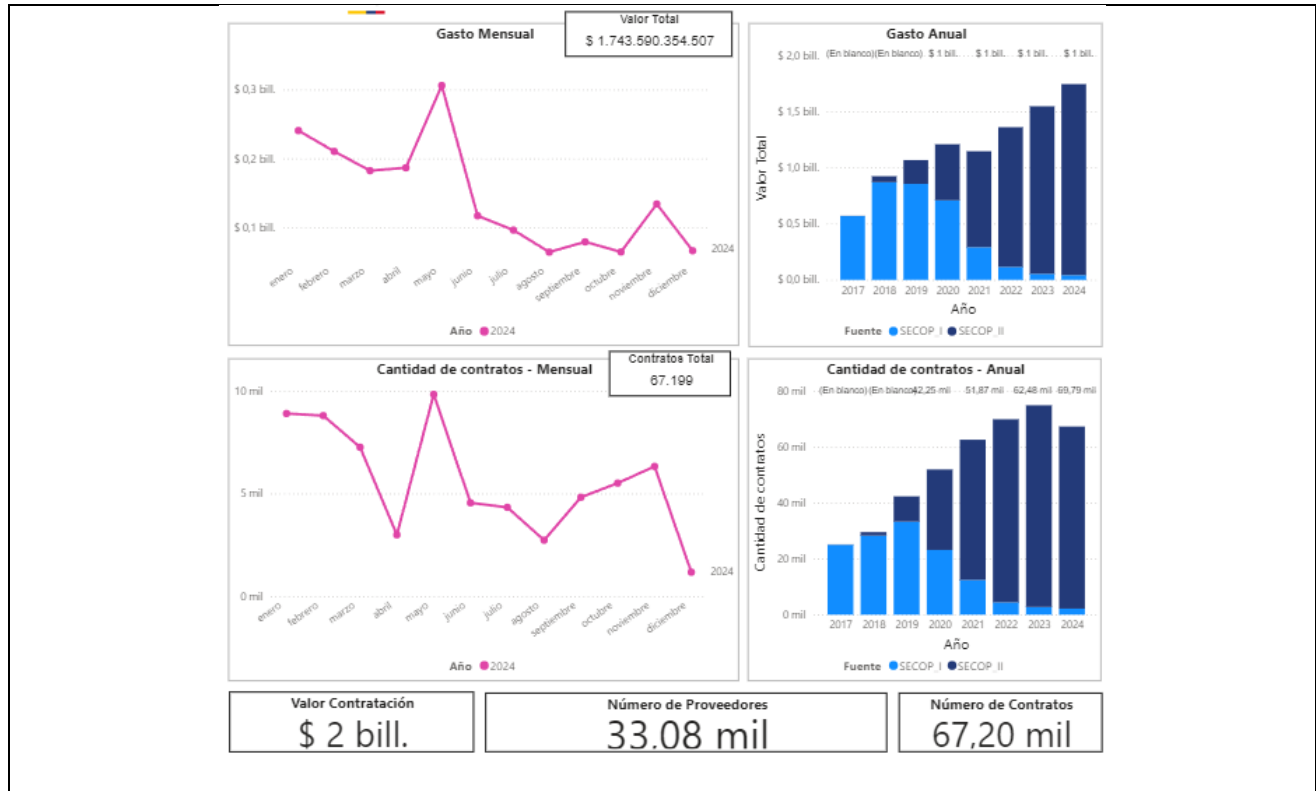 Gasto Mensual
Valor Total
$ 1.743.590.354.507
$ 0,3 bill.
$ 0,2 bill.
$ 0,1 bill.
2024
enero
febrero
marzo
abril
mayo
junio
julio
agosto
septiembre
octubre
noviembre
diciembre
Año 2024
Gasto Anual
$ 2,0 bill. (En blanco)(En blanco) $ 1 bill. $ 1 bill. $ 1 bill. $ 1 bill.
$ 1,5 bill.
$ 1,0 bill.
$ 0,5 bill.
$ 0,0 bill.
Valor Total
2017 2018 2019 2020 2021 2022 2023 2024
Año
Fuente SECOP_I SECOP_II
Cantidad de contratos - Mensual
Contratos Total
67.199
10 mil
5 mil
0 mil
2024
enero
febrero
marzo
abril
mayo
junio
julio
agosto
septiembre
octubre
noviembre
diciembre
Año 2024
Cantidad de contratos - Anual
80 mil (En blanco)(En blanco) 42,25 mil 51,87 mil 62,48 mil 69,79 mil
60 mil
40 mil
20 mil
0 mil
Cantidad de contratos
2017 2018 2019 2020 2021 2022 2023 2024
Año
Fuente SECOP_I SECOP_II
Valor Contratación
$ 2 bill.
Número de Proveedores
33.08 mil
Número de Contratos
67,20 mil